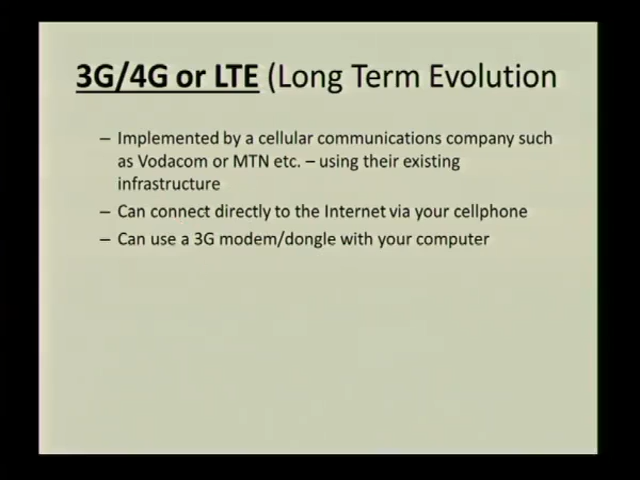 3G/4G or LTE (Long Term Evolution
– Implemented by a cellular communications company such
as Vodacom or MTN etc. – using their existing
infrastructure
– Can connect directly to the Internet via your cellphone
– Can use a 3G modem/dongle with your computer